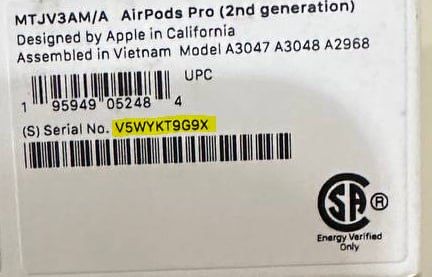 MTJV3AM/A AirPods Pro (2nd generation)
Designed by Apple in California
Assembled in Vietnam Model A3047 A3048 A2968
UPC
1 95949 05248 4
(S) Serial No. V5WYKT9G9X
SA ®
Energy Verified
Only